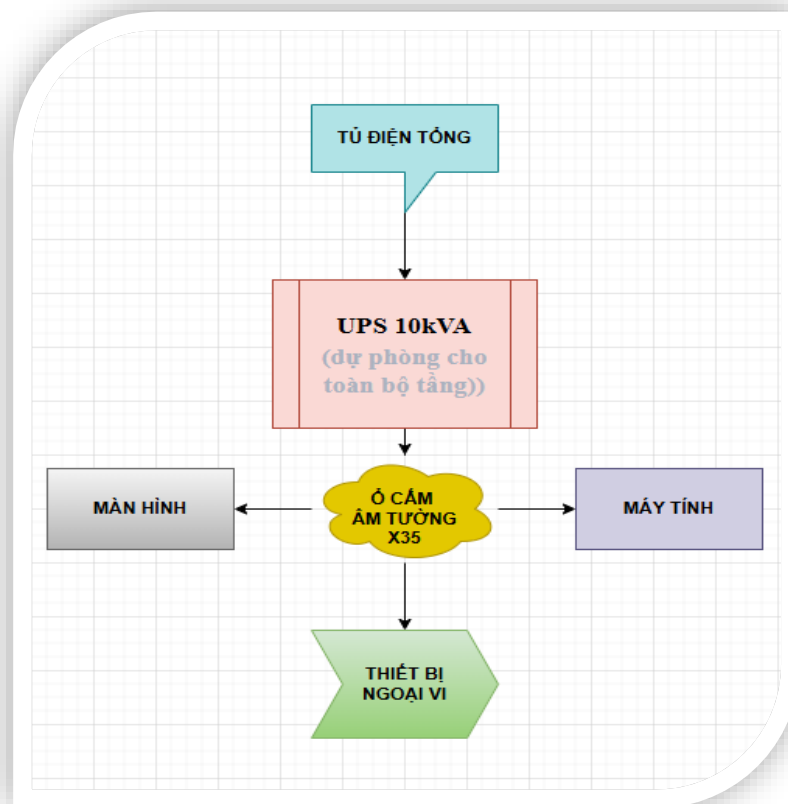 TỦ ĐIỆN TỔNG
UPS 10kVA
(dự phòng cho
toàn bộ tầng))
MÀN HÌNH
Ổ CẮM
ÂM TƯỜNG
X35
MÁY TÍNH
THIẾT BỊ
NGOẠI VI